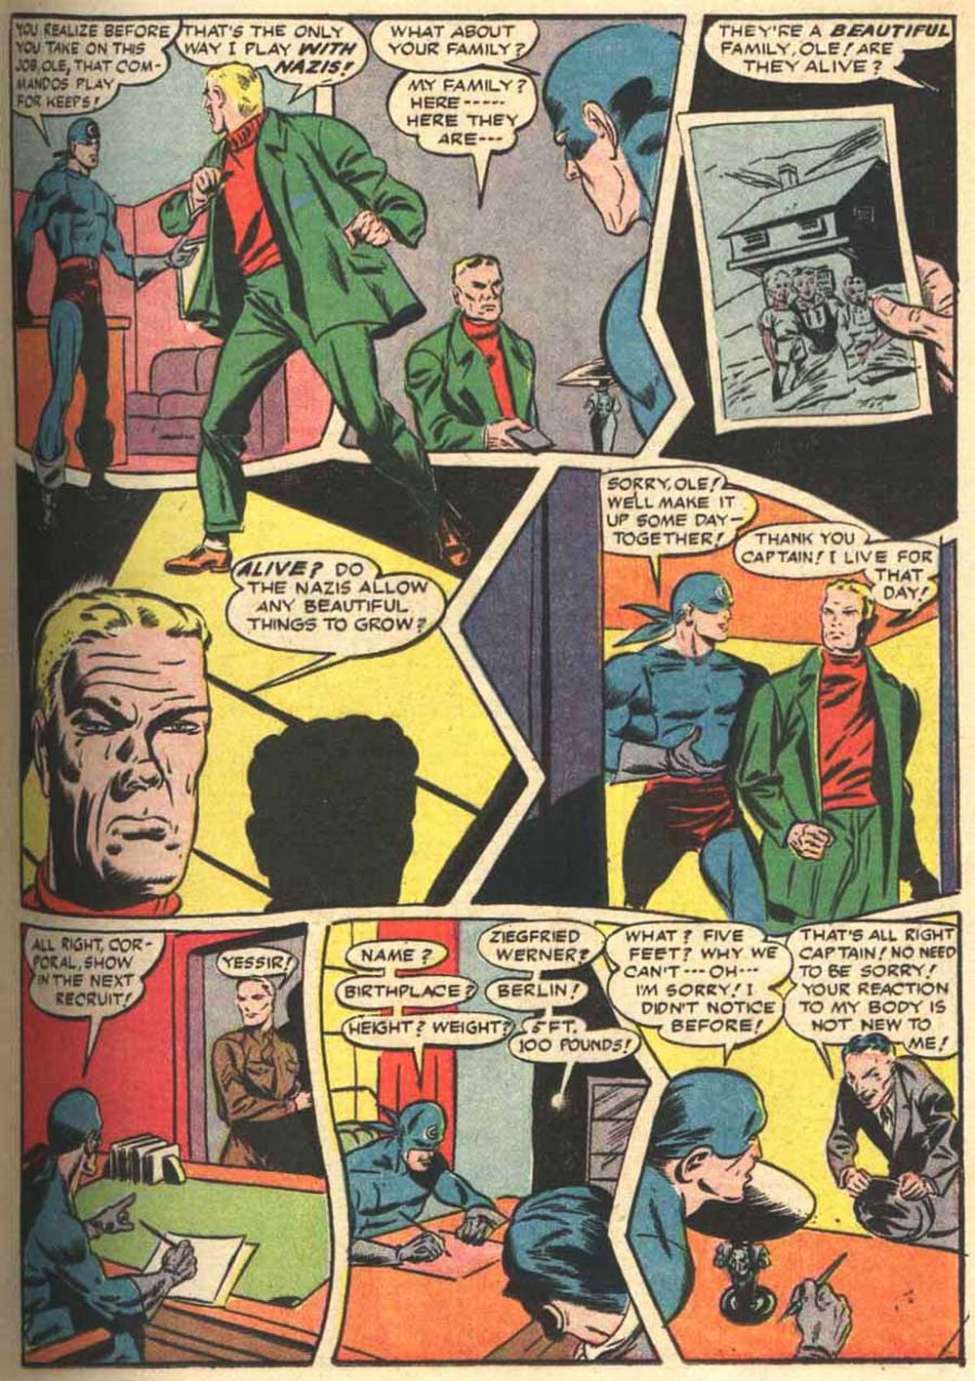 YOU REALIZE BEFORE
YOU TAKE ON THIS
JOB, OLE, THAT COM-
MANDOS PLAY
FOR KEEPS!
THAT'S THE ONLY
WAY I PLAY WITH
NAZIS!
WHAT ABOUT
YOUR FAMILY?
MY FAMILY?
HERE-----
HERE THEY
ARE---
THEY'RE A BEAUTIFUL
FAMILY, OLE! ARE
THEY ALIVE?
ALIVE? DO
THE NAZIS ALLOW
ANY BEAUTIFUL
THINGS TO GROW?
SORRY, OLE!
WE'LL MAKE IT
UP SOME DAY-
TOGETHER!
THANK YOU
CAPTAIN! I LIVE FOR
THAT
DAY!
ALL RIGHT, COR-
PORAL, SHOW
IN THE NEXT
RECRUIT!
YESSIR!
NAME?
ZIEGFRIED
WERNER?
BIRTHPLACE?
BERLIN!
HEIGHT? WEIGHT?
5 FT.
100 POUNDS!
WHAT? FIVE
FEET? WHY WE
CAN'T---OH---
I'M SORRY! I
DIDN'T NOTICE
BEFORE!
THAT'S ALL RIGHT
CAPTAIN! NO NEED
TO BE SORRY!
YOUR REACTION
TO MY BODY IS
NOT NEW TO
ME!
C